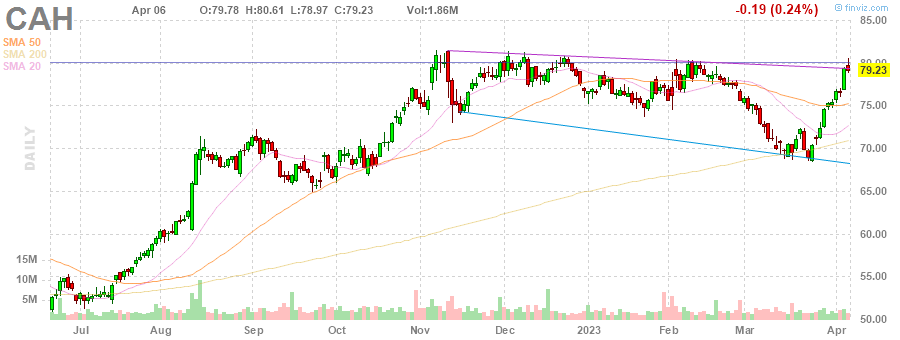 CAH
Apr 06 O:79.78 H:80.61 L:78.97 C:79.23 Vol:1.86M
-0.19 (0.24%)
© finviz.com
SMA 50
SMA 200
SMA 20
DAILY
85.00
80.00
79.23
75.00
70.00
65.00
60.00
55.00
50.00
15M
10M
5M
Jul Aug Sep Oct Nov Dec 2023 Feb Mar Apr